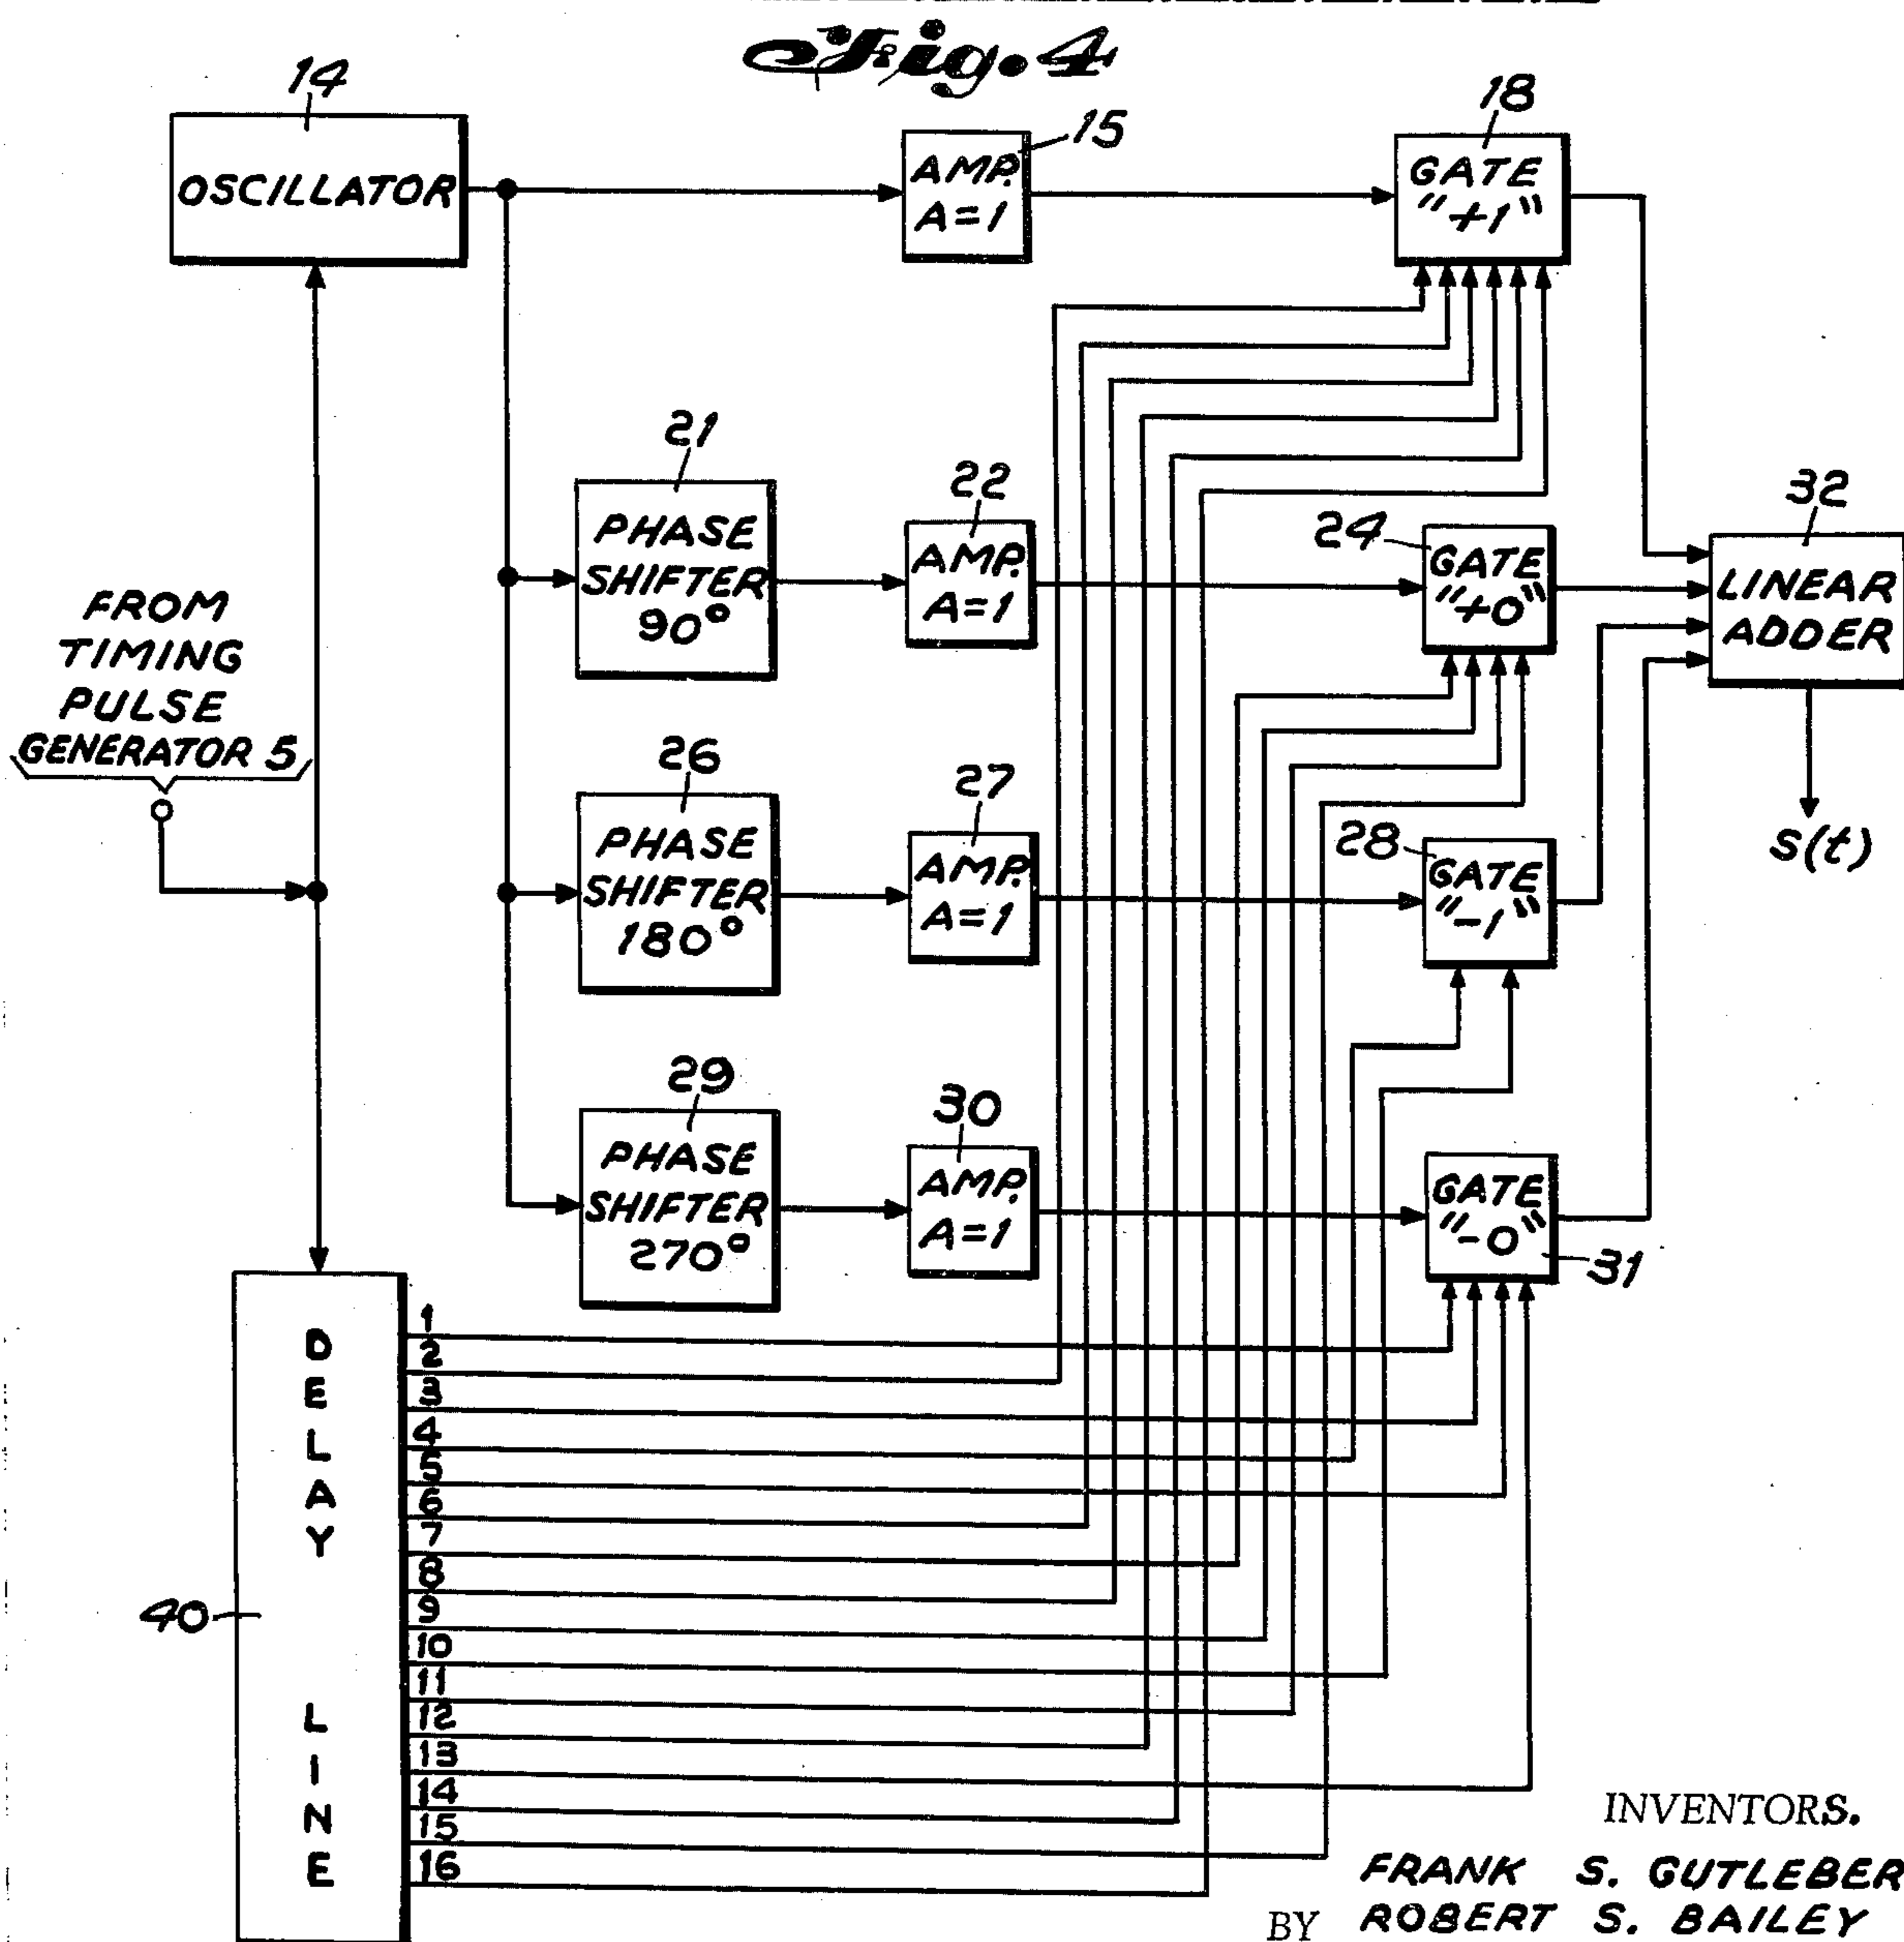 Fig. 4
14
OSCILLATOR
15
AMP.
A=1
18
GATE
"+1"
21
PHASE
SHIFTER
90°
22
AMP.
A=1
24
GATE
"+0"
32
LINEAR
ADDER
S(t)
FROM
TIMING
PULSE
GENERATOR 5
26
PHASE
SHIFTER
180°
27
AMP.
A=1
28
GATE
"-1"
29
PHASE
SHIFTER
270°
30
AMP.
A=1
GATE
"-0"
31
DELAY
LINE
40
1
2
3
4
5
6
7
8
9
10
11
12
13
14
15
16
INVENTORS.
FRANK S. GUTLEBER
BY ROBERT S. BAILEY